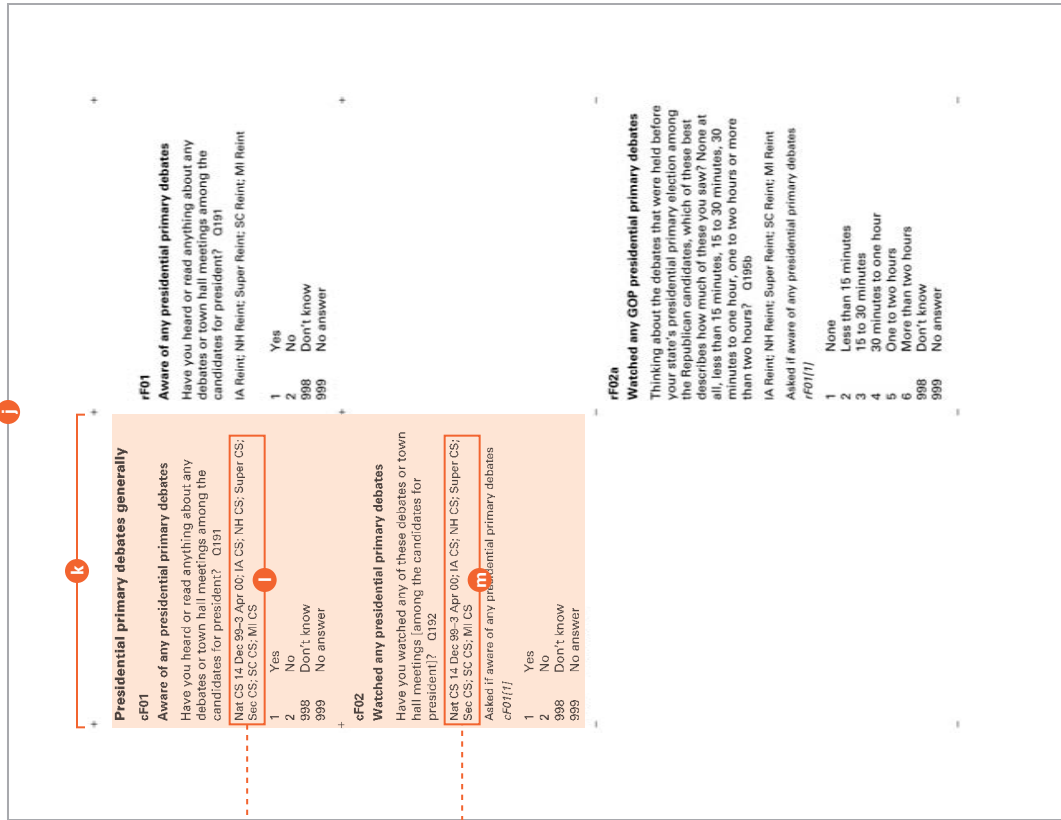 j
k
Presidential primary debates generally
cF01
Aware of any presidential primary debates
Have you heard or read anything about any
debates or town hall meetings among the
candidates for president? Q191
Nat CS 14 Dec 99–3 Apr 00; IA CS; NH CS; Super CS;
Sec CS; SC CS; MI CS
l
1 Yes
2 No
998 Don't know
999 No answer
cF02
Watched any presidential primary debates
Have you watched any of these debates or town
hall meetings [among the candidates for
president]? Q192
Nat CS 14 Dec 99–3 Apr 00; IA CS; NH CS; Super CS;
Sec CS; SC CS; MI CS
m
Asked if aware of any presidential primary debates
cF01[1]
1 Yes
2 No
998 Don't know
999 No answer
rF01
Aware of any presidential primary debates
Have you heard or read anything about any
debates or town hall meetings among the
candidates for president? Q191
IA Reint; NH Reint; Super Reint; SC Reint; MI Reint
1 Yes
2 No
998 Don't know
999 No answer
rF02a
Watched any GOP presidential primary debates
Thinking about the debates that were held before
your state's presidential primary election among
the Republican candidates, which of these best
describes how much of these you saw? None at
all, less than 15 minutes, 15 to 30 minutes, 30
minutes to one hour, one to two hours or more
than two hours? Q195b
IA Reint; NH Reint; Super Reint; SC Reint; MI Reint
Asked if aware of any presidential primary debates
rF01[1]
1 None
2 Less than 15 minutes
3 15 to 30 minutes
4 30 minutes to one hour
5 One to two hours
6 More than two hours
998 Don't know
999 No answer